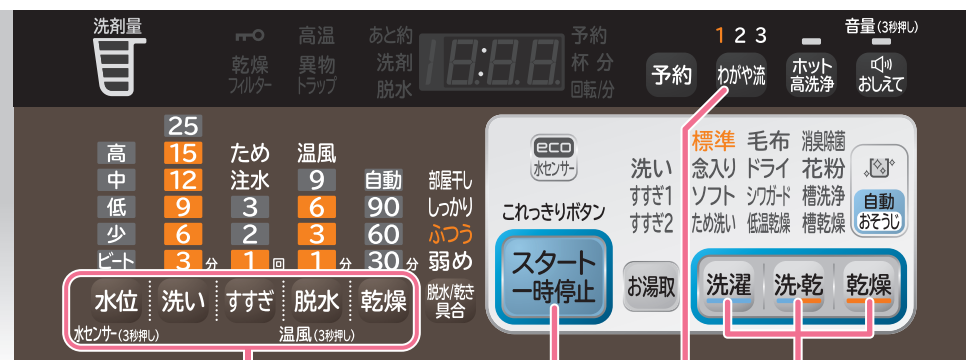 洗剤量
高温
あと約
予約
1 2 3
音量(3秒押し)
乾燥
フィルター
異物
トラップ
洗剤
脱水
18:8.8
杯 分
回転/分
予約
わがや流
ホット
高洗浄
おしえて
25
高 15 ため 温風
中 12 注水 9 自動 部屋干し
低 9 3 6 90 しっかり
少 6 2 3 60 ふつう
ビート 3 分 1 回 1 分 30 分 弱め
水位 洗い すすぎ 脱水 乾燥
脱水/乾き
具合
水センサー(3秒押し)
温風(3秒押し)
eco
水センサー
これっきりボタン
スタート
一時停止
洗い
すすぎ1
すすぎ2
標準 毛布 消臭除菌
念入り ドライ 花粉
ソフト シワガード 槽洗浄
ため洗い 低温乾燥 槽乾燥
自動
おそうじ
お湯取
洗濯
洗・乾
乾燥